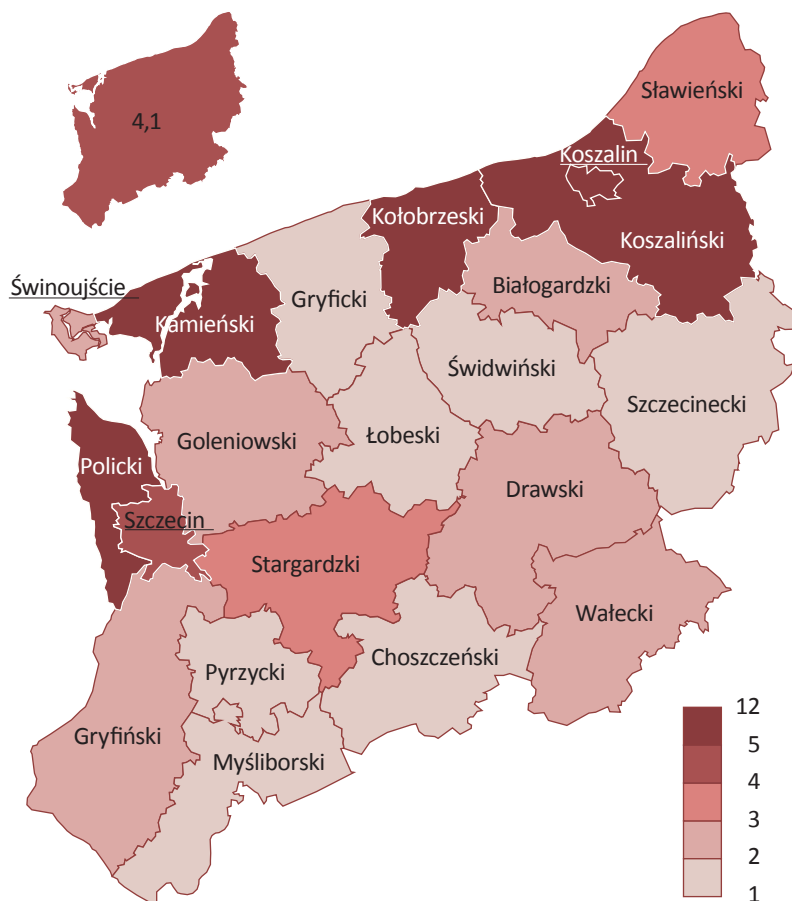 4,1
Sławieński
Koszalin
Kołobrzeski
Koszaliński
Świnoujście
Białogardzki
Gryficki
Kamieński
Świdwiński
Szczecinecki
Goleniowski
Łobeski
Policki
Drawski
Szczecin
Stargardzki
Wałecki
Choszczeński
Pyrzycki
Gryfiński
Myśliborski
12
5
4
3
2
1